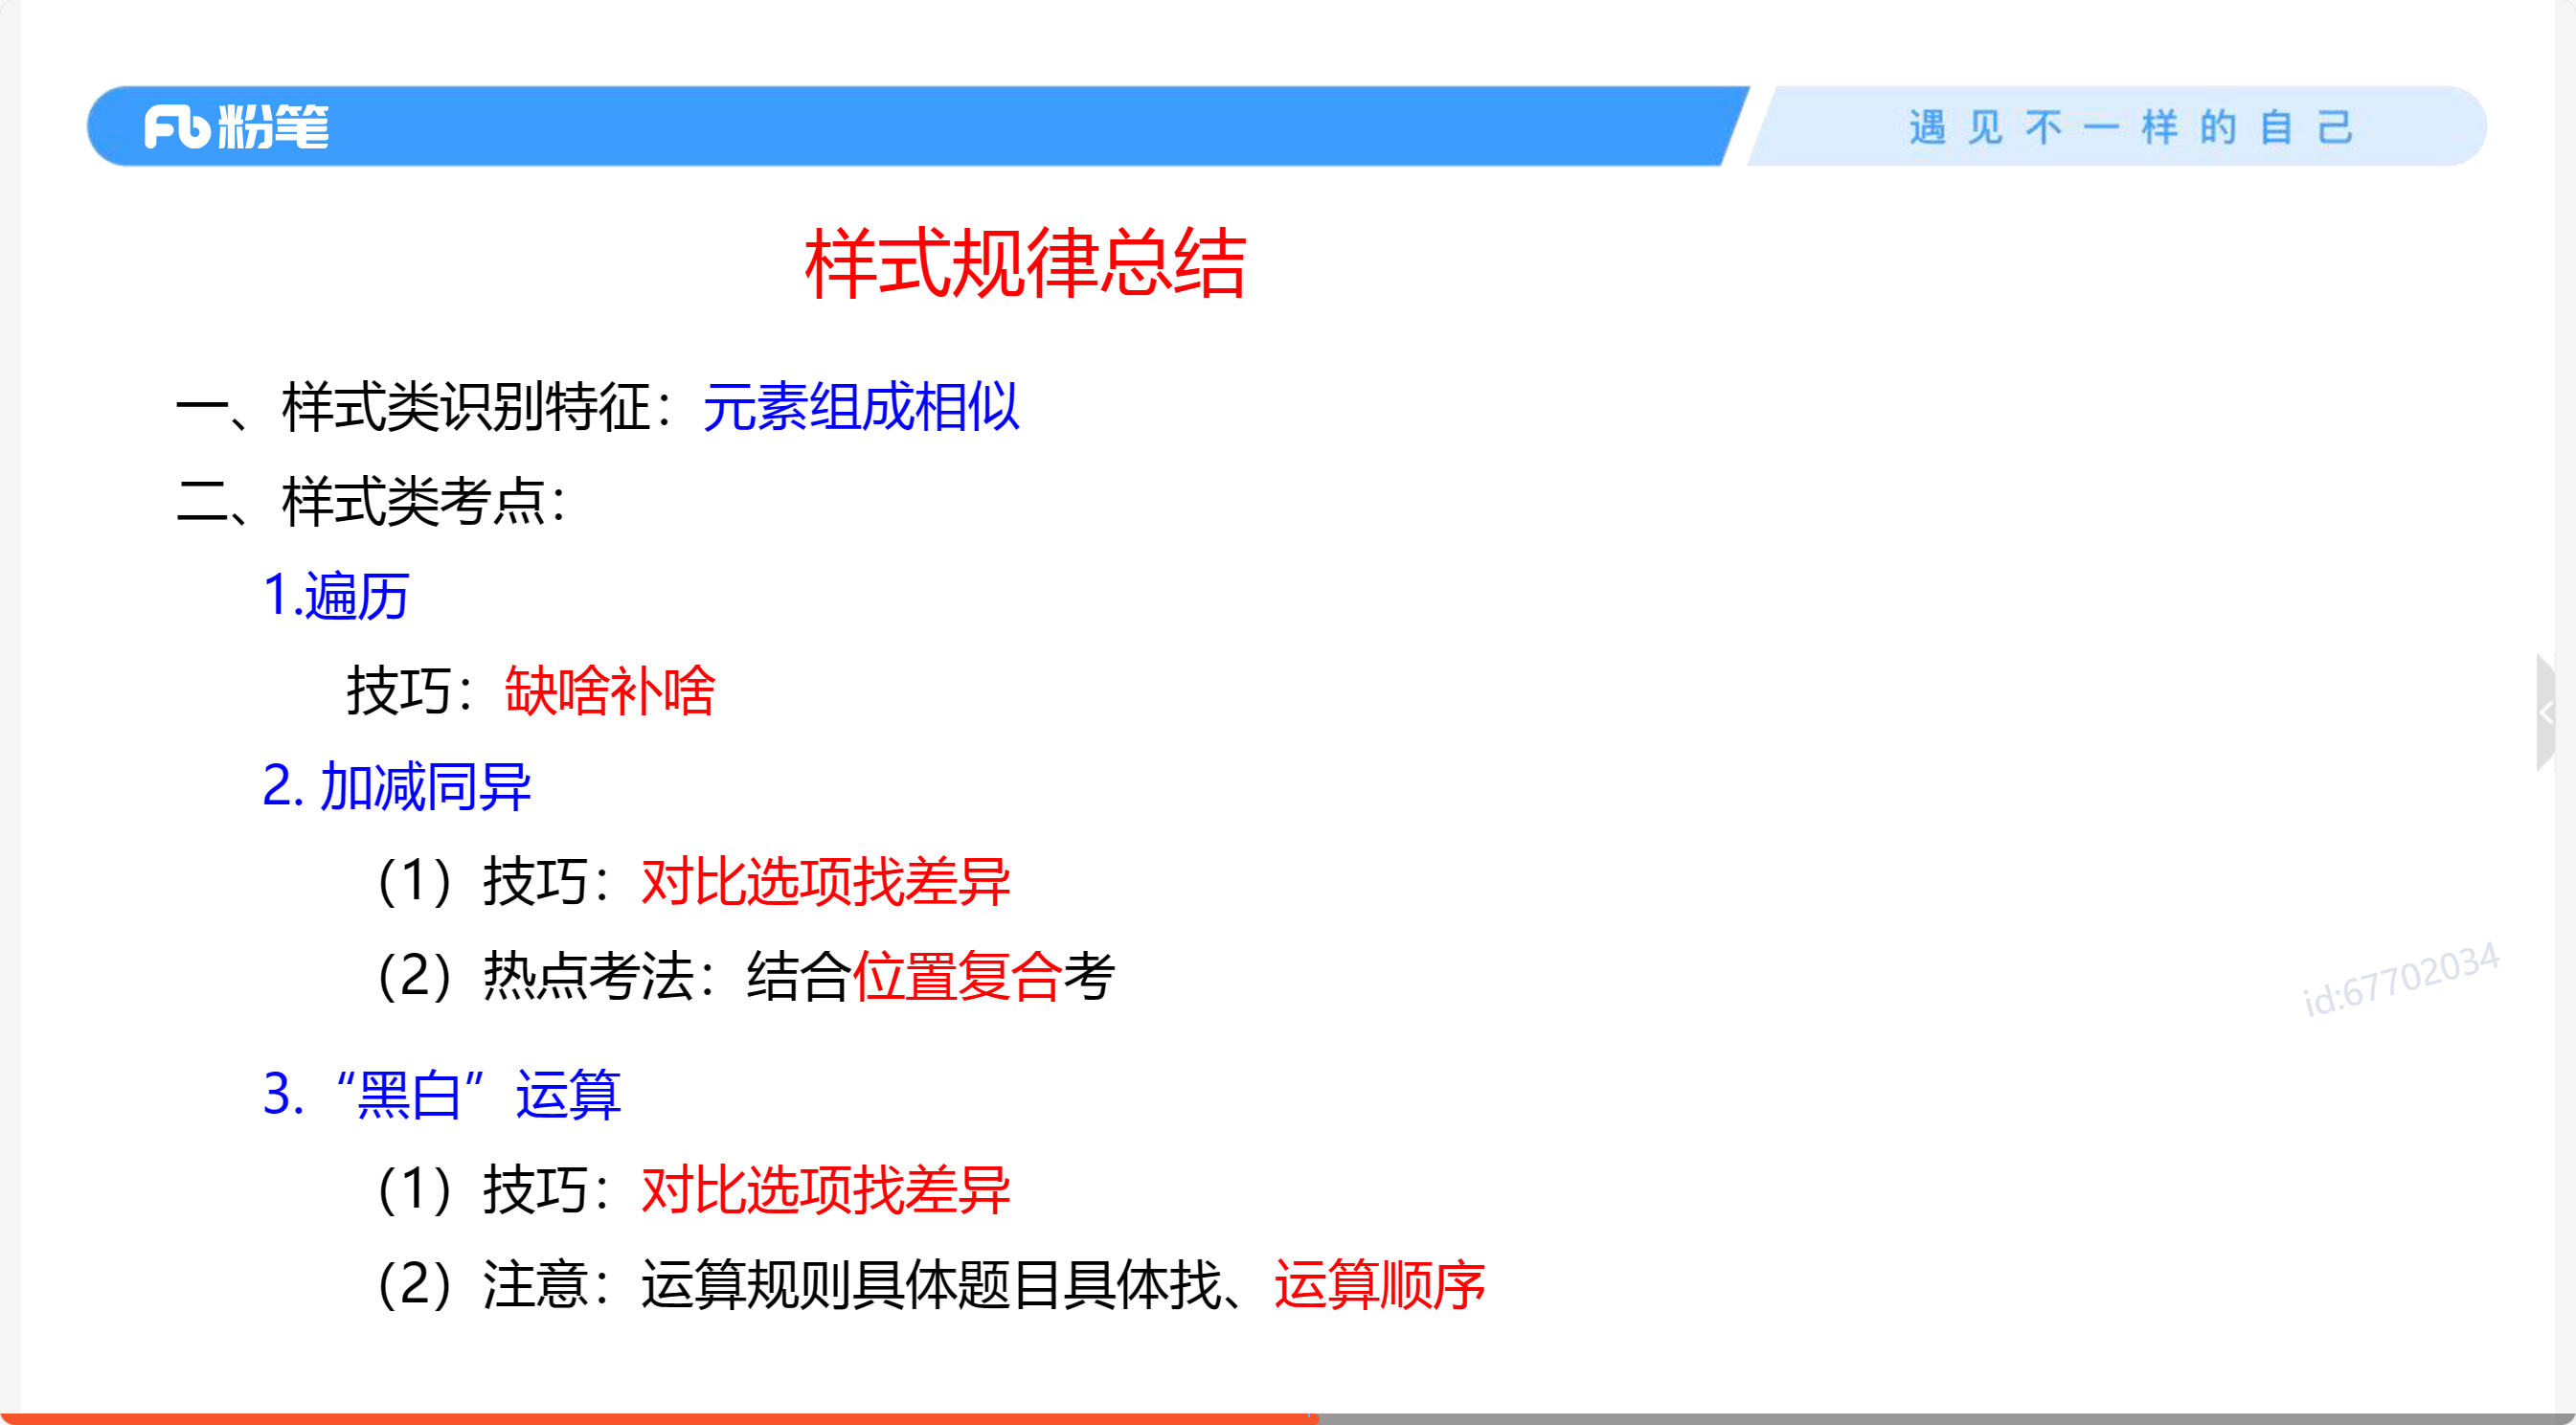 Fb粉笔
遇见不一样的自己
样式规律总结
一、样式类识别特征：元素组成相似
二、样式类考点：
1.遍历
技巧：缺啥补啥
2. 加减同异
（1）技巧：对比选项找差异
（2）热点考法：结合位置复合考
id:67702034
3.“黑白”运算
（1）技巧：对比选项找差异
（2）注意：运算规则具体题目具体找、运算顺序